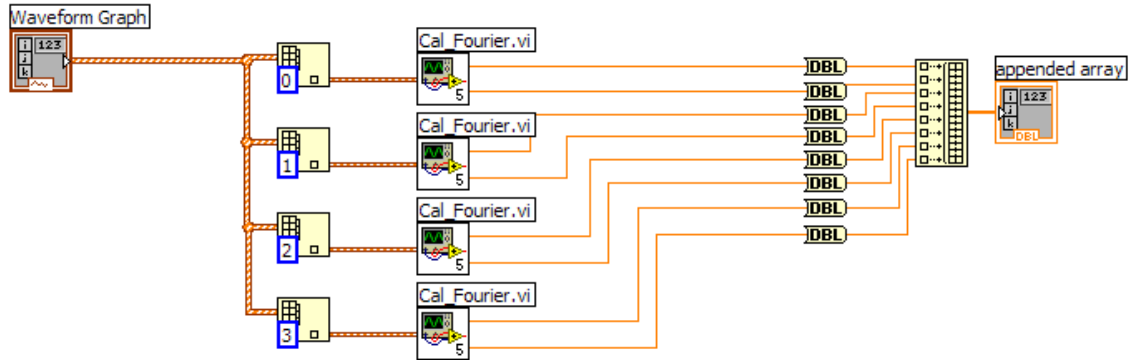 Waveform Graph
i
j
k
123
0
Cal_Fourier.vi
5
1
Cal_Fourier.vi
5
2
Cal_Fourier.vi
5
3
Cal_Fourier.vi
5
DBL
DBL
DBL
DBL
DBL
DBL
DBL
DBL
appended array
i
j
k
123
DBL